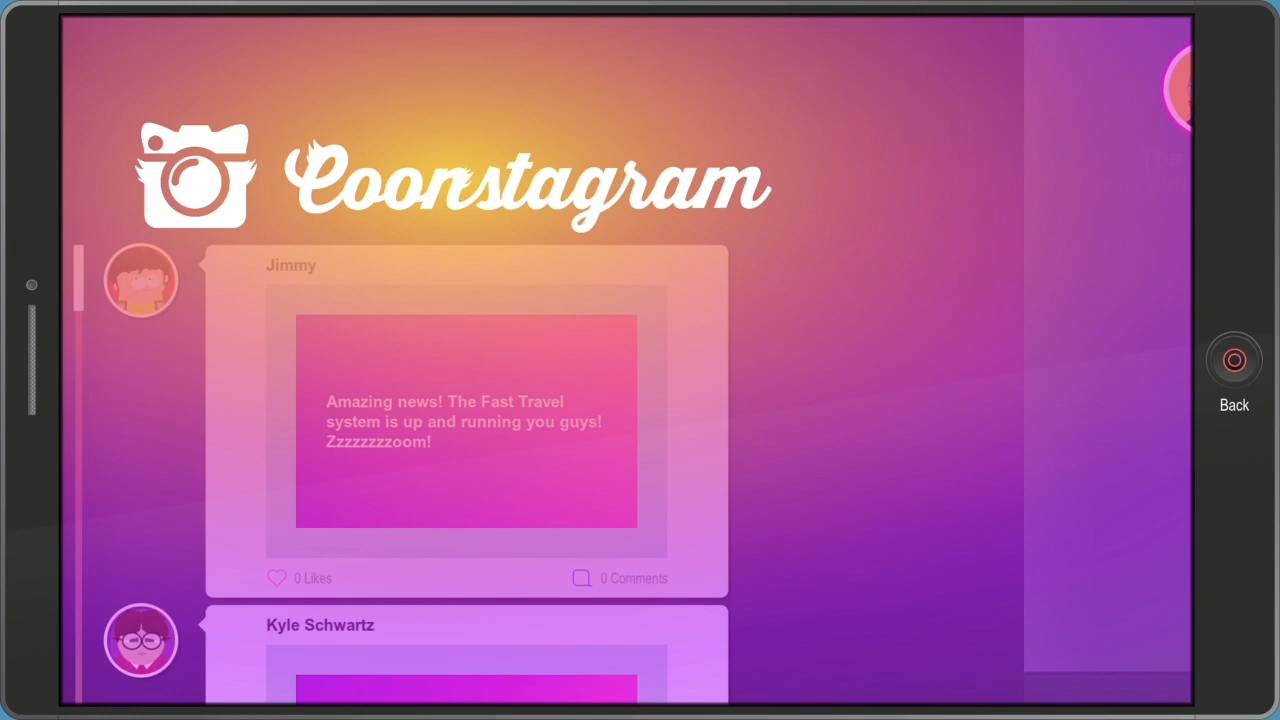 Coonstagram
Jimmy
Amazing news! The Fast Travel
system is up and running you guys!
Zzzzzzzzoom!
0 Likes
0 Comments
Kyle Schwartz
Back